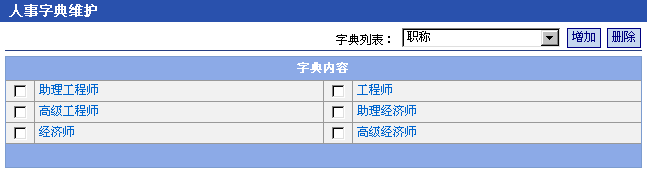 人事字典维护
字典列表： 职称 增加 删除
字典内容
助理工程师 工程师
高级工程师 助理经济师
经济师 高级经济师